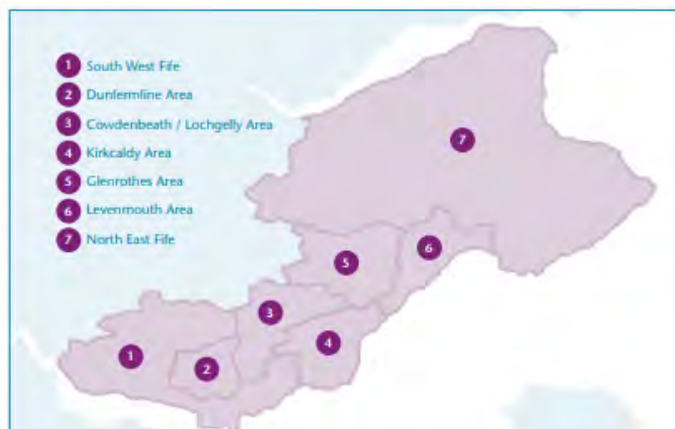 1 South West Fife
2 Dunfermline Area
3 Cowdenbeath / Lochgelly Area
4 Kirkcaldy Area
5 Glenrothes Area
6 Levenmouth Area
7 North East Fife
7
6
5
3
4
1
2